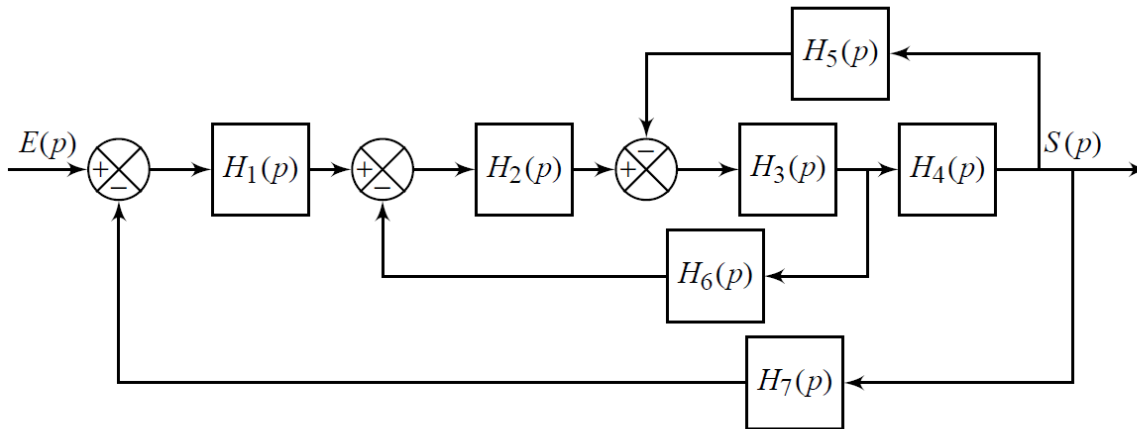 H5(p)
E(p)
S(p)
+
−
H1(p)
+
−
H2(p)
+
−
H3(p)
H4(p)
H6(p)
H7(p)